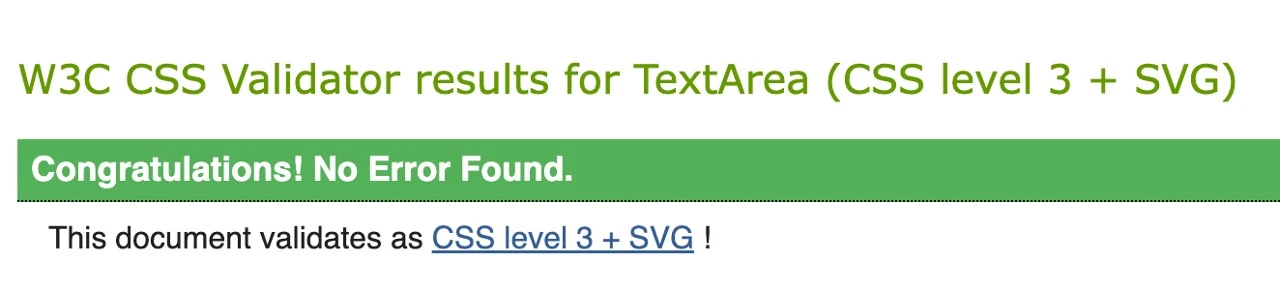 W3C CSS Validator results for TextArea (CSS level 3 + SVG)
Congratulations! No Error Found.
This document validates as CSS level 3 + SVG !